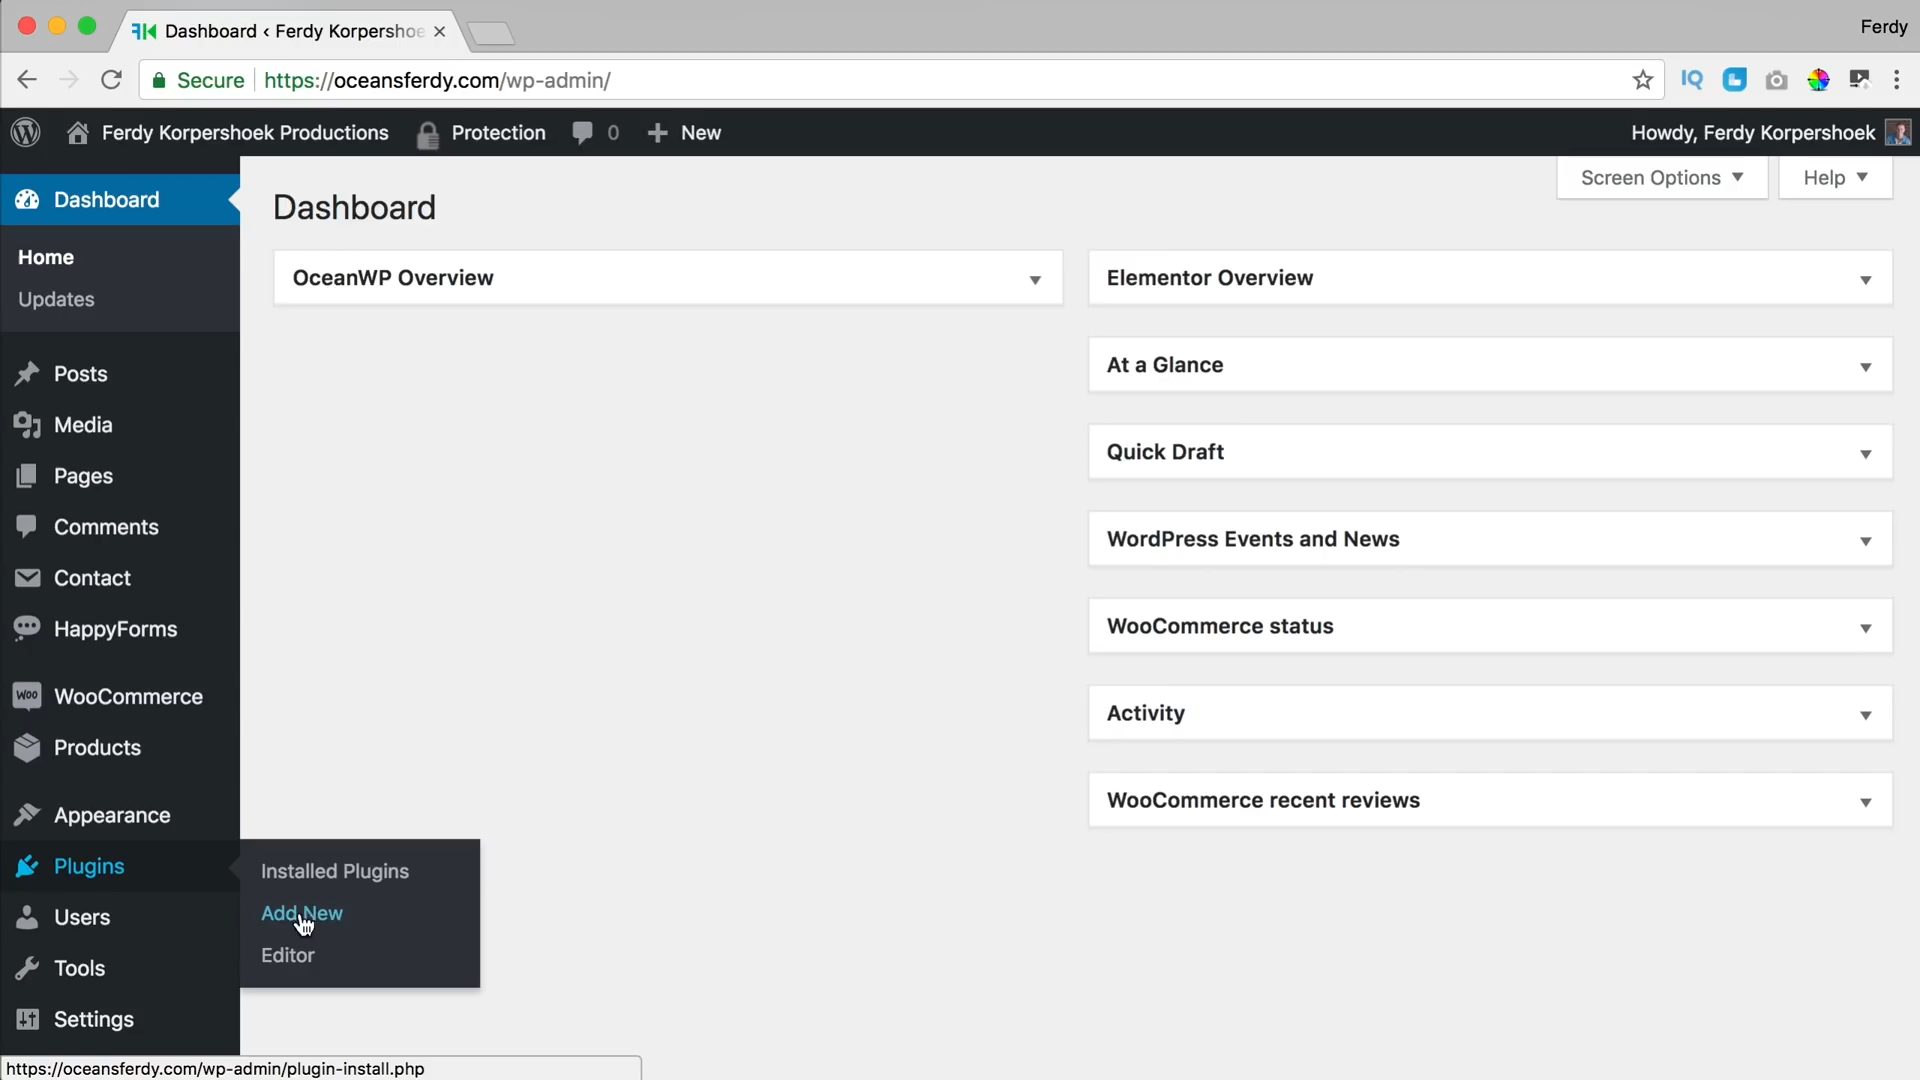 Dashboard ‹ Ferdy Korpershoe
Ferdy
Secure https://oceansferdy.com/wp-admin/
Ferdy Korpershoek Productions Protection 0 New Howdy, Ferdy Korpershoek
Screen Options Help
Dashboard
Home
Updates
Posts
Media
Pages
Comments
Contact
HappyForms
WOO WooCommerce
Products
Appearance
Plugins
Users
Tools
Settings
Installed Plugins
Add New
Editor
Dashboard
OceanWP Overview
Elementor Overview
At a Glance
Quick Draft
WordPress Events and News
WooCommerce status
Activity
WooCommerce recent reviews
https://oceansferdy.com/wp-admin/plugin-install.php